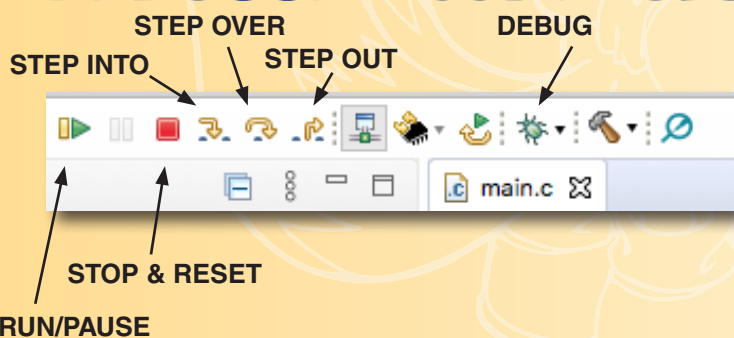 STEP OVER
DEBUG
STEP INTO
STEP OUT
.c main.c
STOP & RESET
RUN/PAUSE